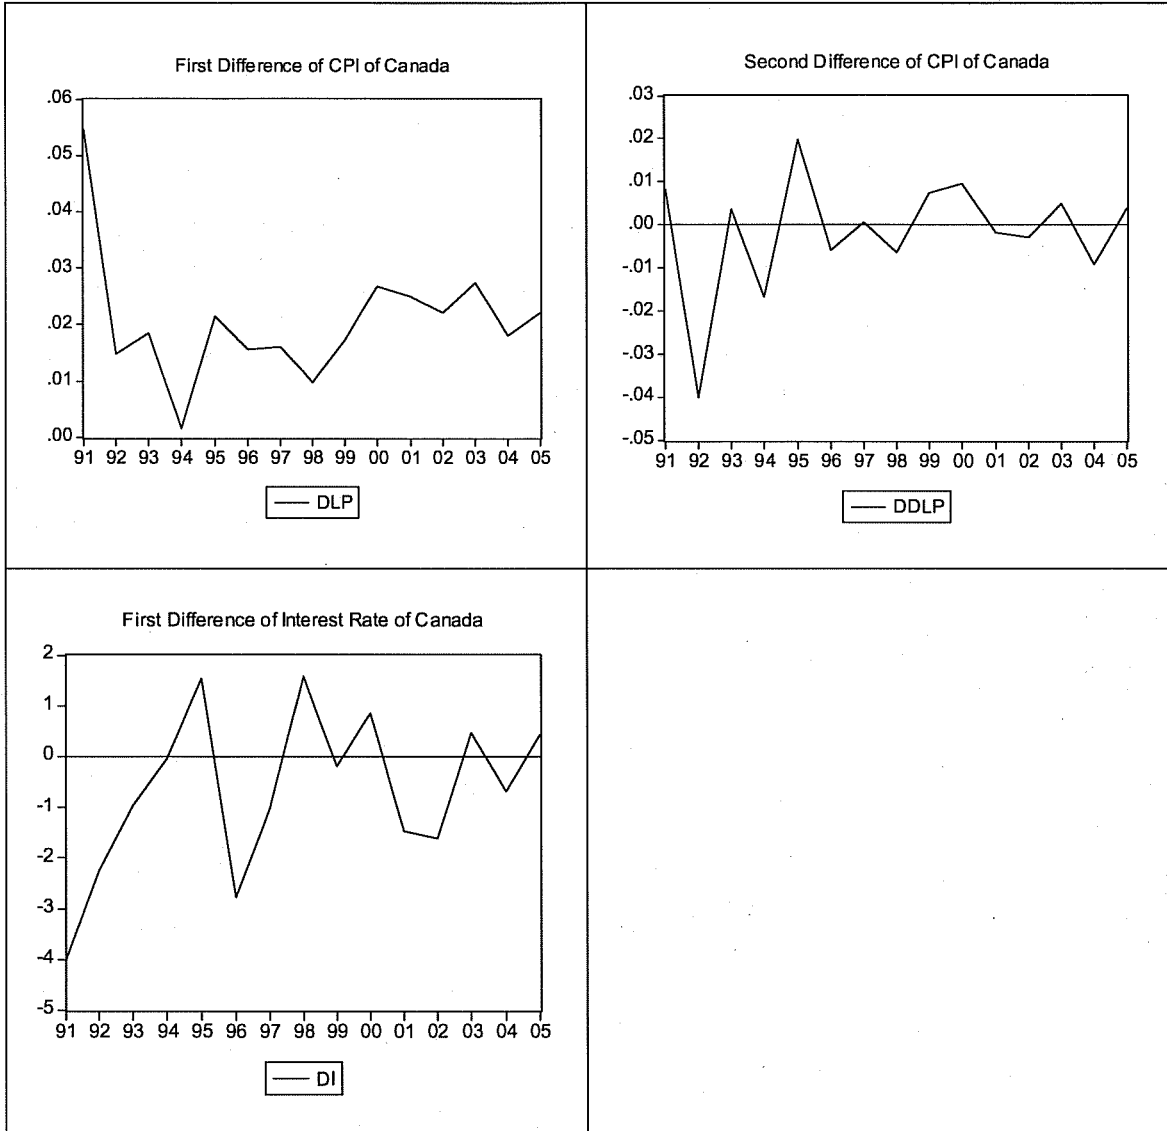 First Difference of CPI of Canada
.06
.05
.04
.03
.02
.01
.00
91 92 93 94 95 96 97 98 99 00 01 02 03 04 05
DLP
Second Difference of CPI of Canada
.03
.02
.01
.00
-.01
-.02
-.03
-.04
-.05
91 92 93 94 95 96 97 98 99 00 01 02 03 04 05
DDLP
First Difference of Interest Rate of Canada
2
1
0
-1
-2
-3
-4
-5
91 92 93 94 95 96 97 98 99 00 01 02 03 04 05
DI